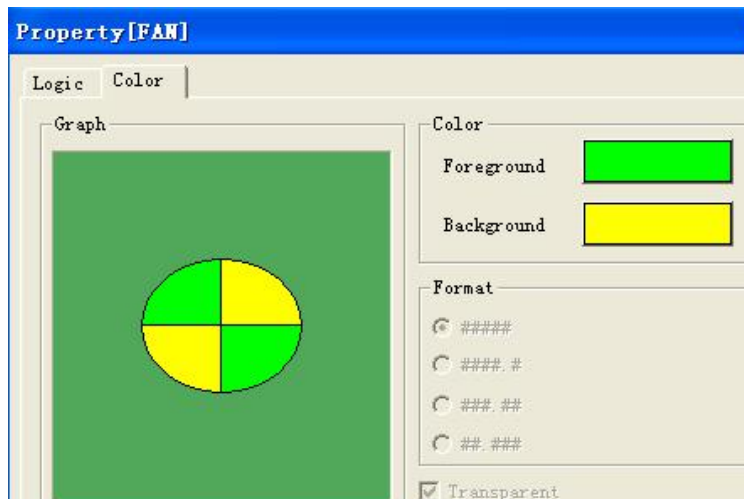 Property[FAN]
Logic Color
Graph
Color
Foreground
Background
Format
#####
####.#
###.##
##.###
Transparent